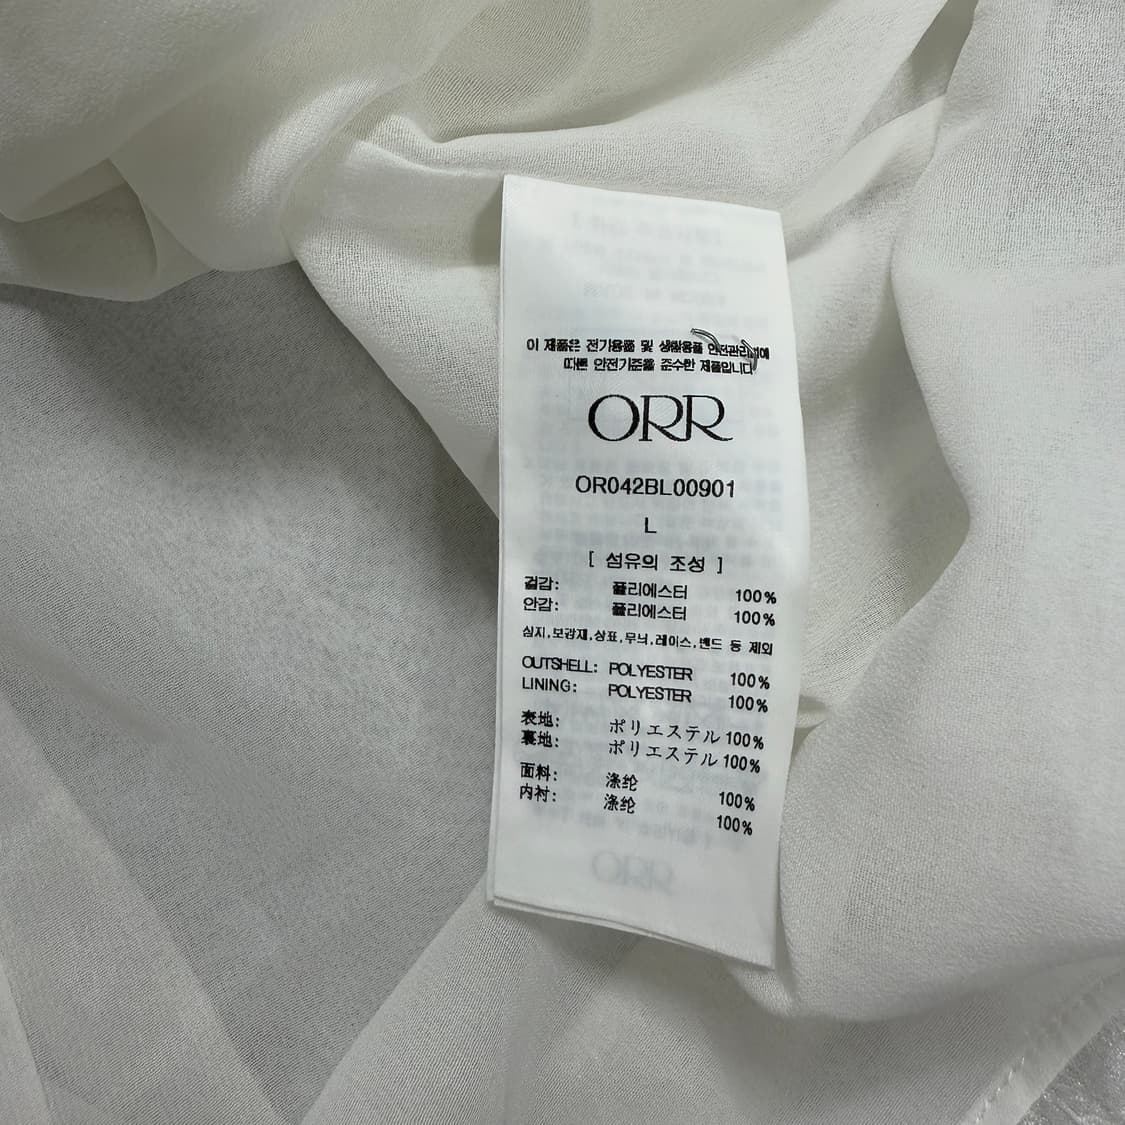 이 제품은 전기용품 및 생활용품 안전관리법에
따른 안전기준을 준수한 제품입니다
ORR
OR042BL00901
L
[ 섬유의 조성 ]
겉감: 폴리에스터 100%
안감: 폴리에스터 100%
심지,보강재,상표,무늬,레이스,밴드 등 제외
OUTSHELL: POLYESTER 100%
LINING: POLYESTER 100%
表地: ポリエステル 100%
裏地: ポリエステル 100%
面料: 涤纶 100%
内衬: 涤纶 100%